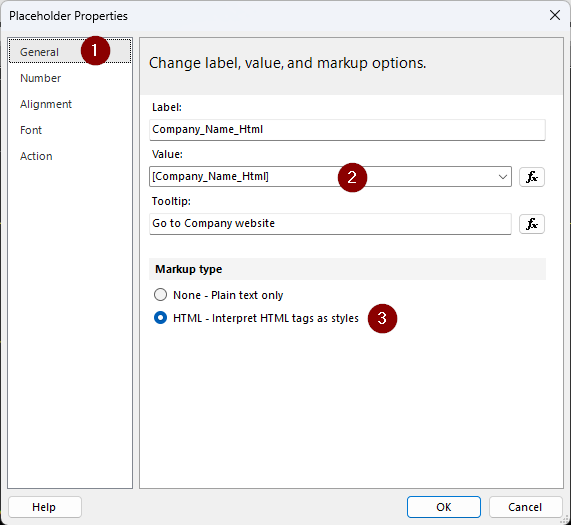 Placeholder Properties
General 1
Number
Alignment
Font
Action
Change label, value, and markup options.
Label:
Company_Name_Html
Value:
[Company_Name_Html] 2
fx
Tooltip:
Go to Company website
fx
Markup type
None - Plain text only
HTML - Interpret HTML tags as styles 3
Help
OK
Cancel